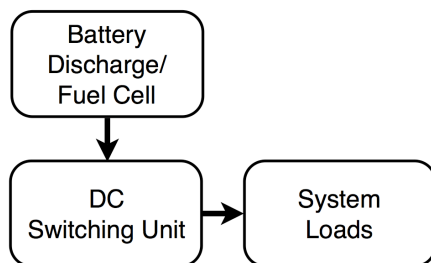 Battery
Discharge/
Fuel Cell
DC
Switching Unit
System
Loads